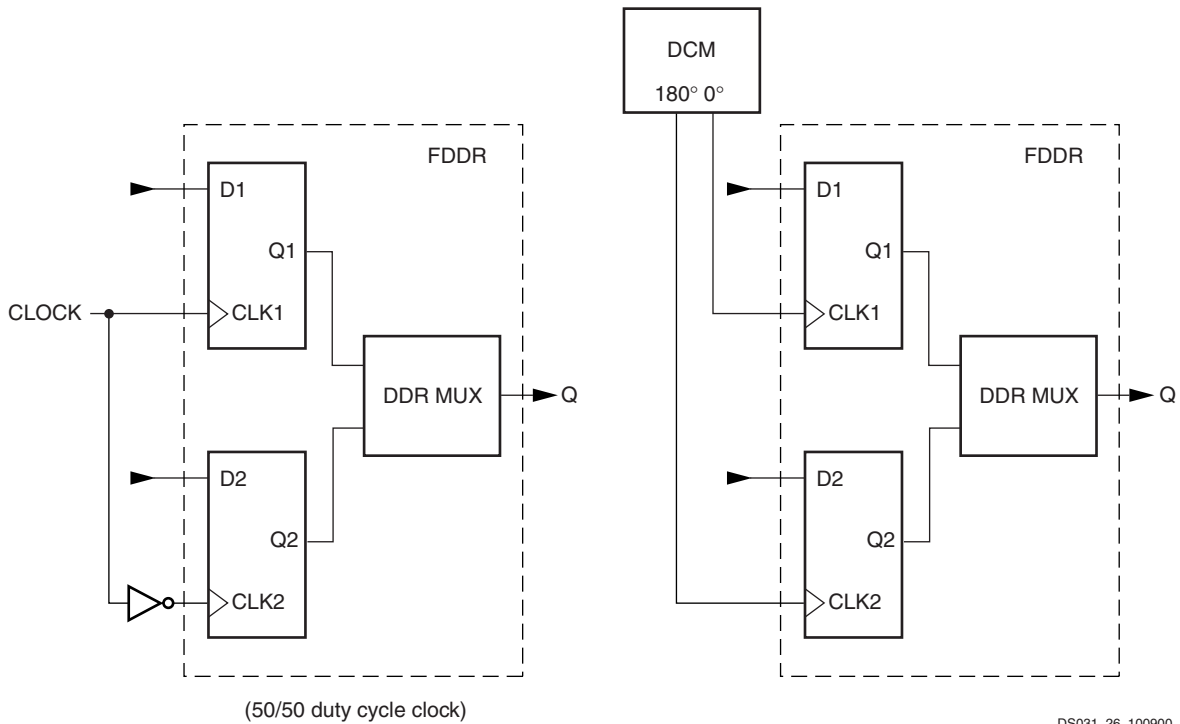 FDDR
D1
Q1
CLOCK
CLK1
DDR MUX
Q
D2
Q2
CLK2
(50/50 duty cycle clock)
DCM
180° 0°
FDDR
D1
Q1
CLK1
DDR MUX
Q
D2
Q2
CLK2
DS031_26_100900